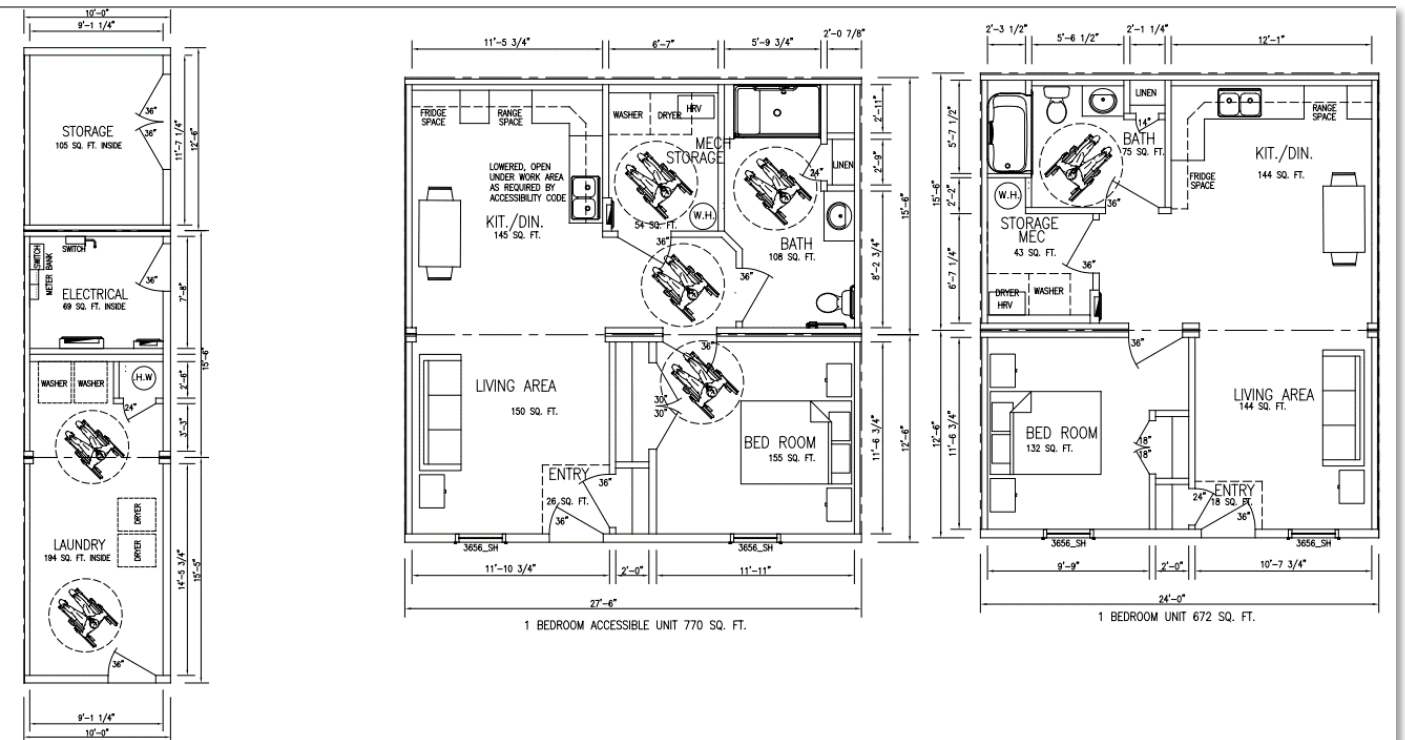 10'-0"
9'-1 1/4"
STORAGE
105 SQ. FT. INSIDE
36"
36"
11'-7 1/4"
12'-6"
SWITCH
SWITCH
METER BANK
ELECTRICAL
69 SQ. FT. INSIDE
36"
7'-8"
15'-6"
WASHER
WASHER
H.W
24"
2'-6"
3'-3"
DRYER
DRYER
LAUNDRY
194 SQ. FT. INSIDE
14'-5 3/4"
15'-5"
36"
9'-1 1/4"
10'-0"
11'-5 3/4"
6'-7"
5'-9 3/4"
2'-0 7/8"
FRIDGE
SPACE
RANGE
SPACE
WASHER
DRYER
HRV
MECH
STORAGE
LOWERED, OPEN
UNDER WORK AREA
AS REQUIRED BY
ACCESSIBILITY CODE
KIT./DIN.
145 SQ. FT.
W.H.
54 SQ. FT.
36"
LINEN
24"
BATH
108 SQ. FT.
36"
2'-11"
2'-9"
8'-2 3/4"
15'-6"
LIVING AREA
150 SQ. FT.
36"
30"
30"
BED ROOM
155 SQ. FT.
ENTRY
26 SQ. FT.
36"
36"
11'-6 3/4"
12'-6"
3656_SH
3656_SH
11'-10 3/4"
2'-0"
11'-11"
27'-6"
1 BEDROOM ACCESSIBLE UNIT 770 SQ. FT.
2'-3 1/2"
5'-6 1/2"
2'-1 1/4"
12'-1"
LINEN
14"
BATH
75 SQ. FT.
RANGE
SPACE
KIT./DIN.
144 SQ. FT.
FRIDGE
SPACE
36"
W.H.
STORAGE
MEC
43 SQ. FT.
36"
DRYER
HRV
WASHER
5'-7 1/2"
2'-2"
6'-7 1/4"
15'-6"
36"
LIVING AREA
144 SQ. FT.
BED ROOM
132 SQ. FT.
18"
18"
ENTRY
18 SQ. FT.
24"
36"
11'-6 3/4"
12'-6"
3656_SH
3656_SH
9'-9"
2'-0"
10'-7 3/4"
24'-0"
1 BEDROOM UNIT 672 SQ. FT.